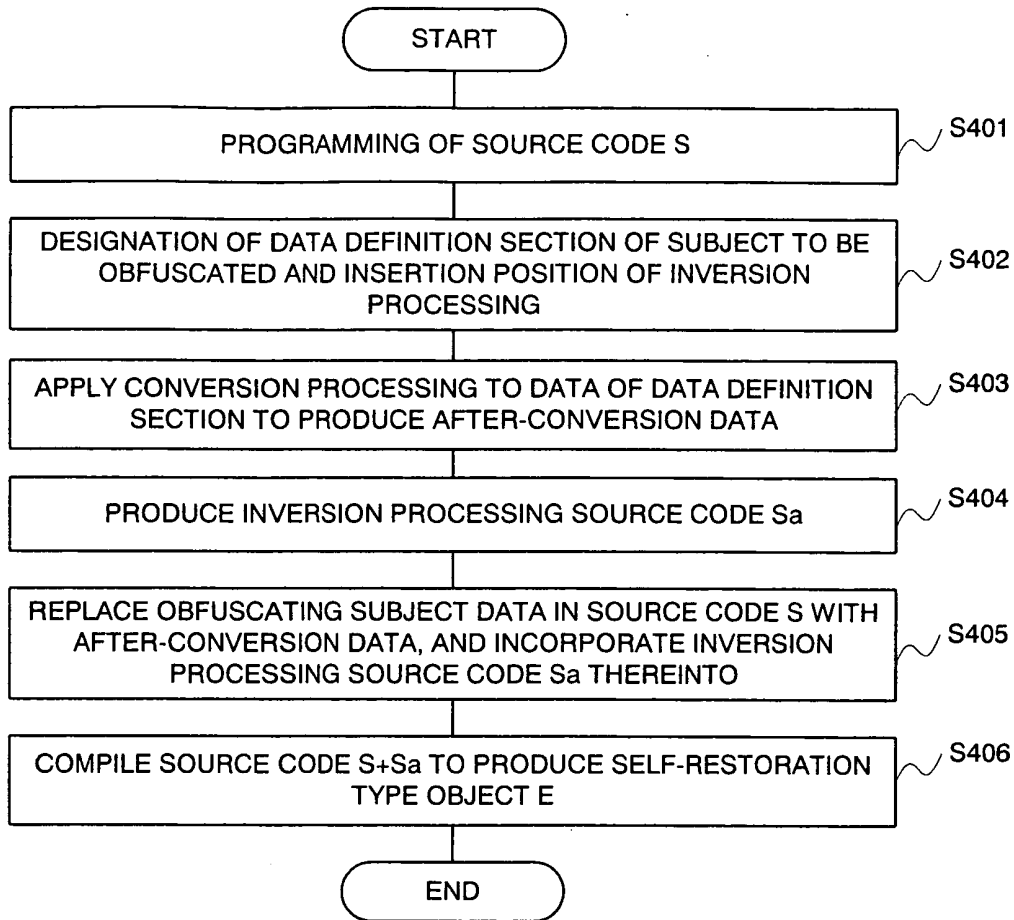 START
PROGRAMMING OF SOURCE CODE S
S401
DESIGNATION OF DATA DEFINITION SECTION OF SUBJECT TO BE
OBFUSCATED AND INSERTION POSITION OF INVERSION
PROCESSING
S402
APPLY CONVERSION PROCESSING TO DATA OF DATA DEFINITION
SECTION TO PRODUCE AFTER-CONVERSION DATA
S403
PRODUCE INVERSION PROCESSING SOURCE CODE Sa
S404
REPLACE OBFUSCATING SUBJECT DATA IN SOURCE CODE S WITH
AFTER-CONVERSION DATA, AND INCORPORATE INVERSION
PROCESSING SOURCE CODE Sa THEREINTO
S405
COMPILE SOURCE CODE S+Sa TO PRODUCE SELF-RESTORATION
TYPE OBJECT E
S406
END